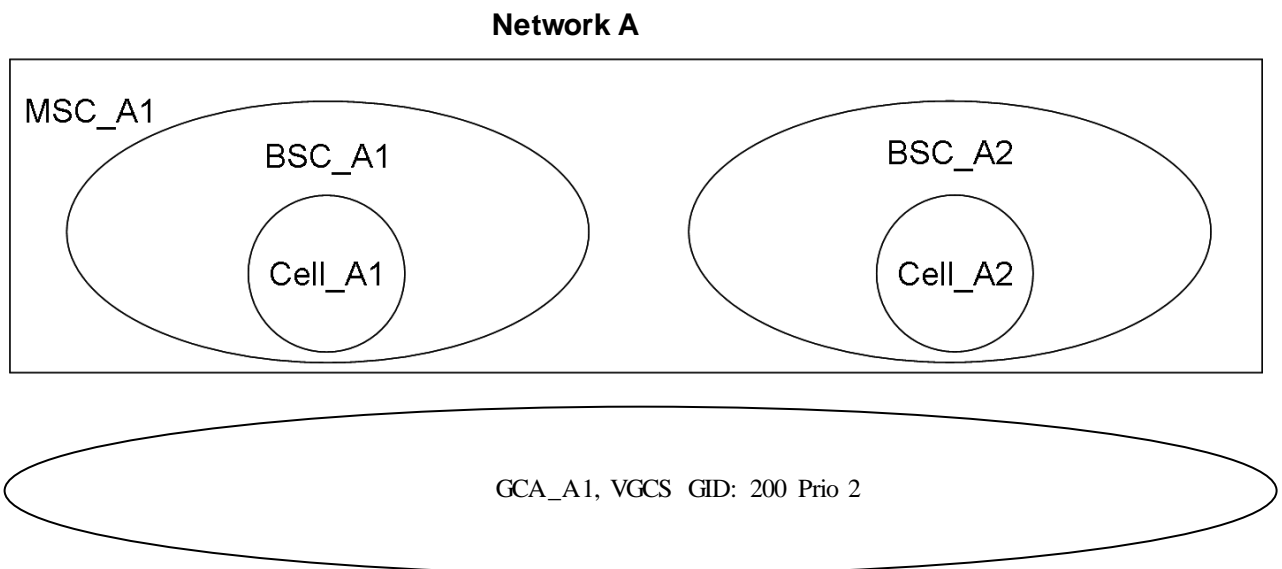 Network A
MSC_A1
BSC_A1
BSC_A2
Cell_A1
Cell_A2
GCA_A1, VGCS GID: 200 Prio 2